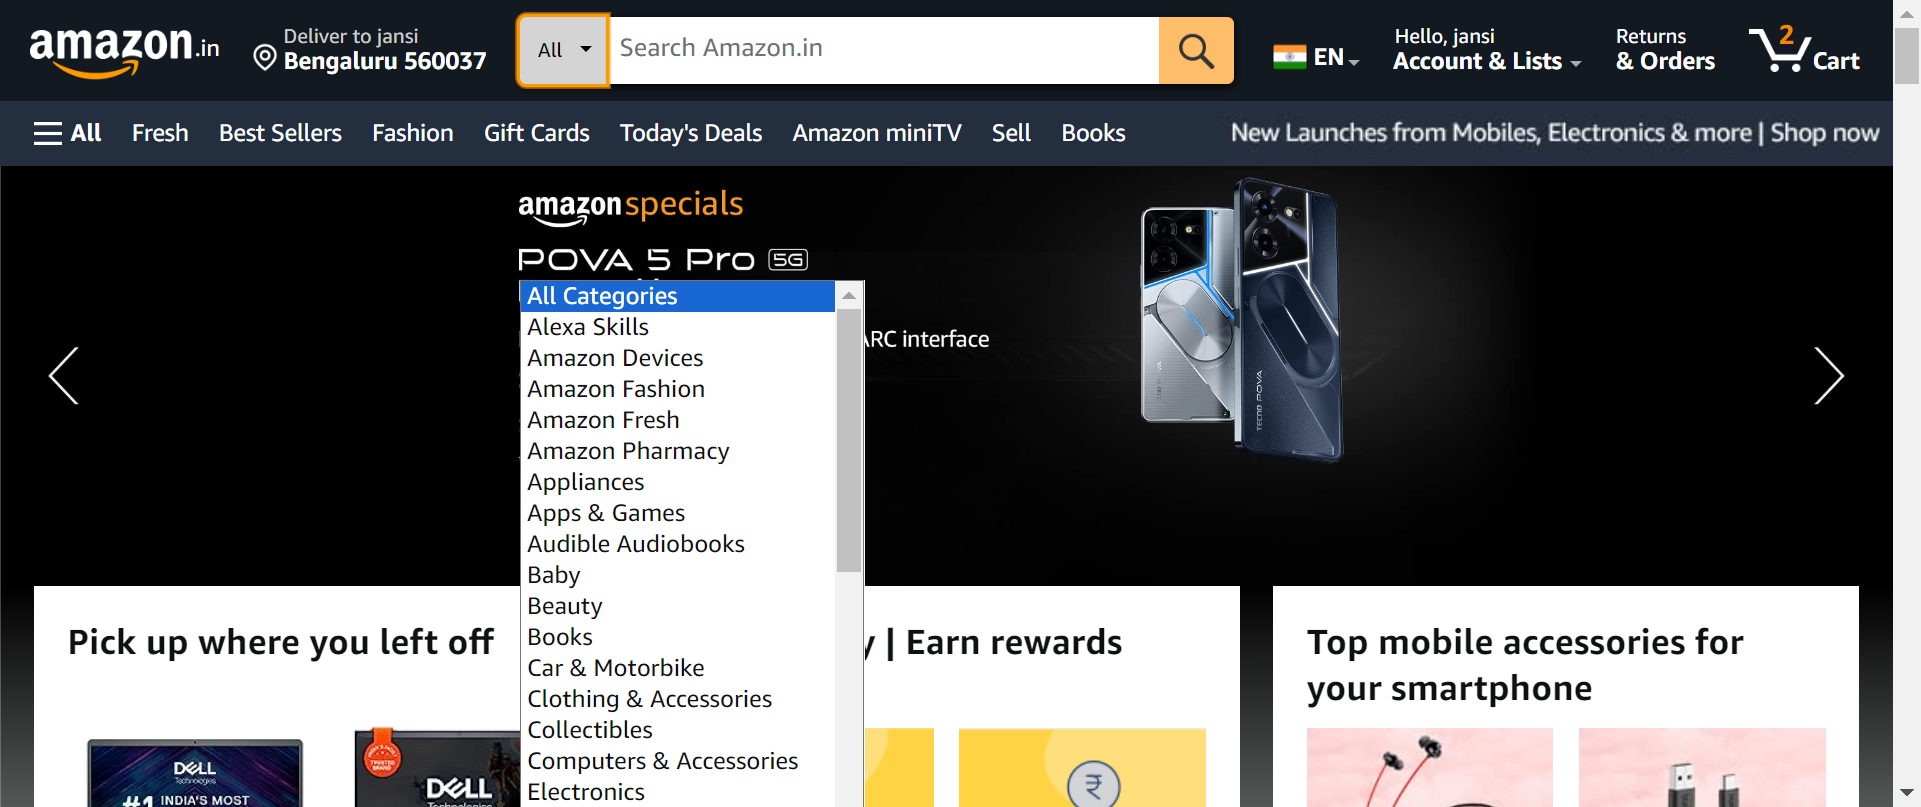 amazon.in
Deliver to jansi
Bengaluru 560037
All
Search Amazon.in
EN
Hello, jansi
Account & Lists
Returns
& Orders
2
Cart
All
Fresh
Best Sellers
Fashion
Gift Cards
Today's Deals
Amazon miniTV
Sell
Books
New Launches from Mobiles, Electronics & more | Shop now
amazon specials
POVA 5 Pro 5G
ARC interface
TECNO POVA
All Categories
Alexa Skills
Amazon Devices
Amazon Fashion
Amazon Fresh
Amazon Pharmacy
Appliances
Apps & Games
Audible Audiobooks
Baby
Beauty
Books
Car & Motorbike
Clothing & Accessories
Collectibles
Computers & Accessories
Electronics
Pick up where you left off
y | Earn rewards
Top mobile accessories for
your smartphone
DELL
Technologies
#1 INDIA'S MOST
TRUSTED
BRAND
DELL
Technologies
₹